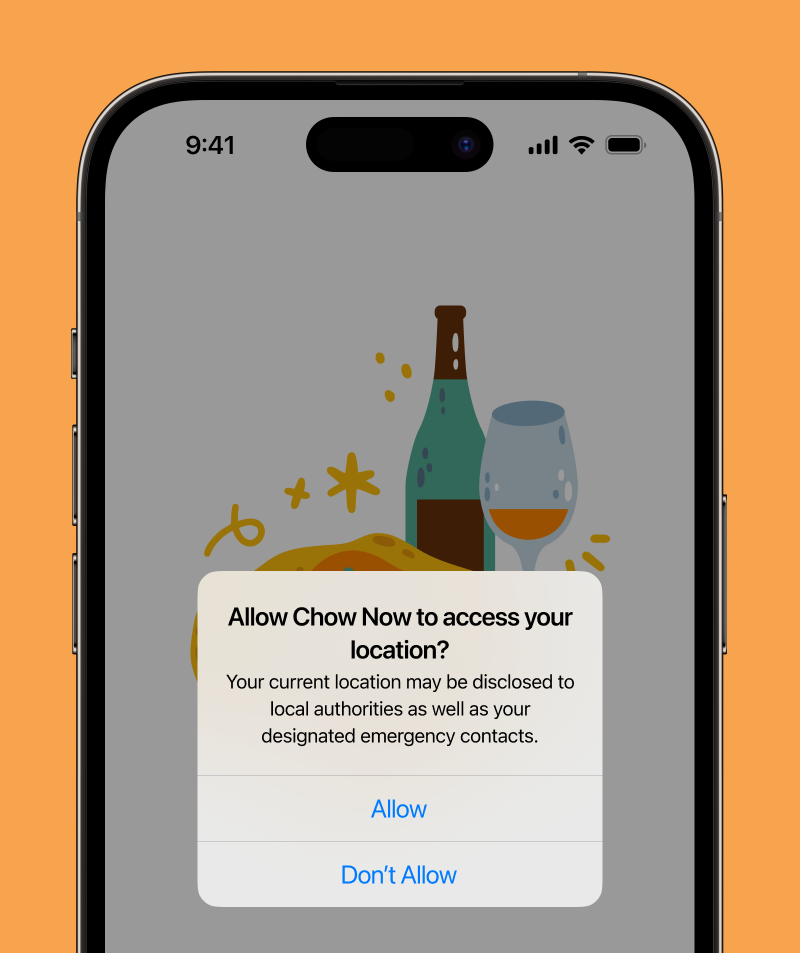 9:41
Allow Chow Now to access your
location?
Your current location may be disclosed to
local authorities as well as your
designated emergency contacts.
Allow
Don’t Allow